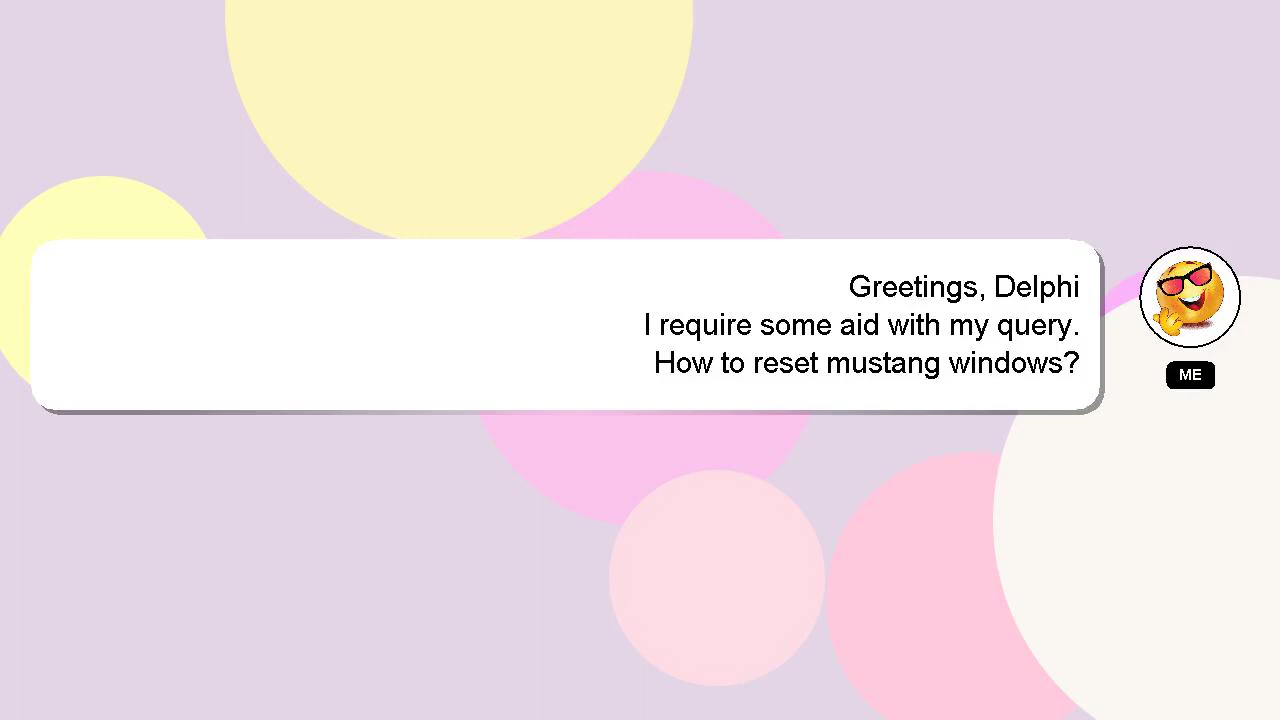 Greetings, Delphi
I require some aid with my query.
How to reset mustang windows?
ME